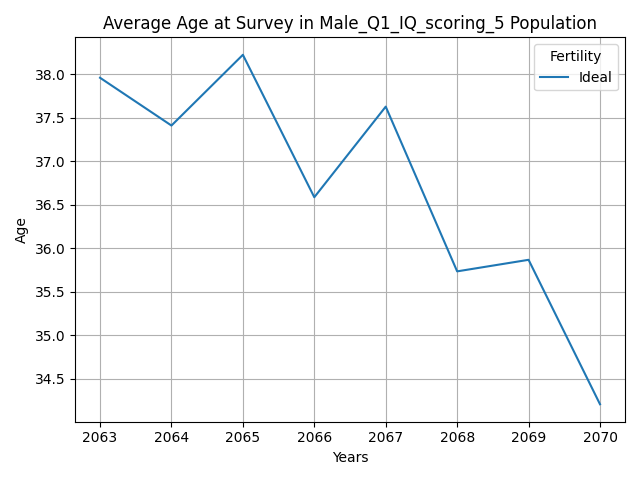 Average Age at Survey in Male_Q1_IQ_scoring_5 Population
Fertility
Ideal
38.0
37.5
37.0
36.5
36.0
35.5
35.0
34.5
Age
2063 2064 2065 2066 2067 2068 2069 2070
Years